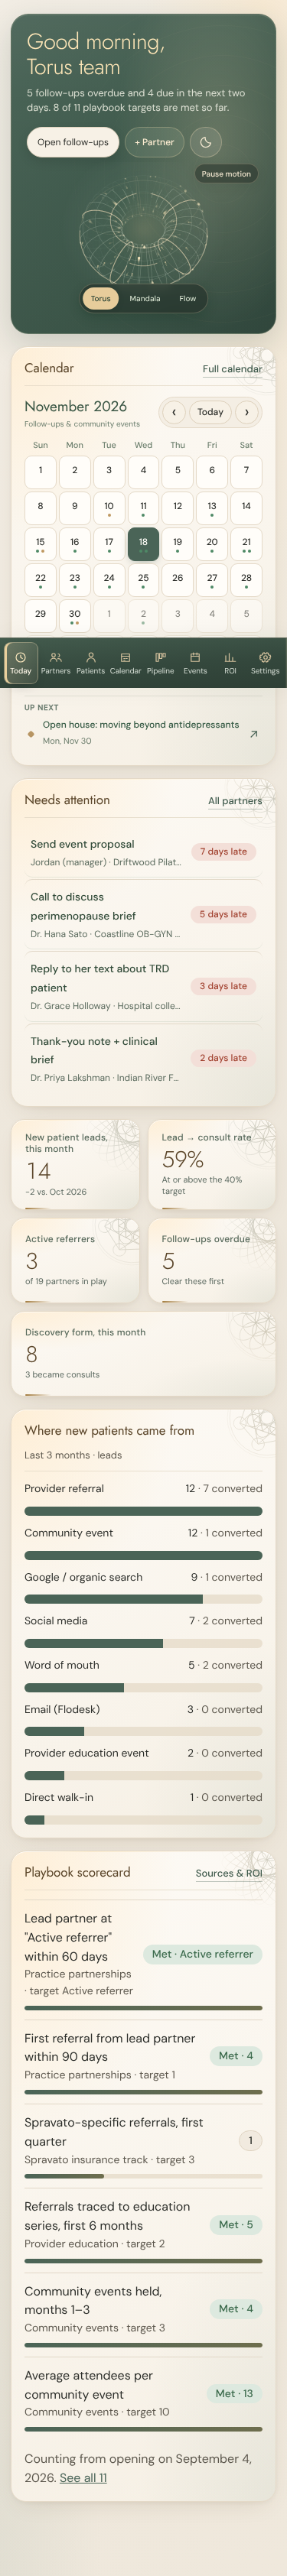 Good morning,
Torus team
5 follow-ups overdue and 4 due in the next two
days. 8 of 11 playbook targets are met so far.
Open follow-ups
+ Partner
Pause motion
Torus
Mandala
Flow
Calendar
Full calendar
November 2026
Follow-ups & community events
‹
Today
›
Sun Mon Tue Wed Thu Fri Sat
1 2 3 4 5 6 7
8 9 10 11 12 13 14
15 16 17 18 19 20 21
22 23 24 25 26 27 28
29 30 1 2 3 4 5
Today Partners Patients Calendar Pipeline Events ROI Settings
UP NEXT
Open house: moving beyond antidepressants
Mon, Nov 30
Needs attention
All partners
Send event proposal
Jordan (manager) · Driftwood Pilat...
7 days late
Call to discuss
perimenopause brief
Dr. Hana Sato · Coastline OB-GYN ...
5 days late
Reply to her text about TRD
patient
Dr. Grace Holloway · Hospital colle...
3 days late
Thank-you note + clinical
brief
Dr. Priya Lakshman · Indian River F...
2 days late
New patient leads,
this month
14
-2 vs. Oct 2026
Lead → consult rate
59%
At or above the 40%
target
Active referrers
3
of 19 partners in play
Follow-ups overdue
5
Clear these first
Discovery form, this month
8
3 became consults
Where new patients came from
Last 3 months · leads
Provider referral 12 · 7 converted
Community event 12 · 1 converted
Google / organic search 9 · 1 converted
Social media 7 · 2 converted
Word of mouth 5 · 2 converted
Email (Flodesk) 3 · 0 converted
Provider education event 2 · 0 converted
Direct walk-in 1 · 0 converted
Playbook scorecard
Sources & ROI
Lead partner at
"Active referrer"
within 60 days
Practice partnerships
· target Active referrer
Met · Active referrer
First referral from lead partner
within 90 days
Practice partnerships · target 1
Met · 4
Spravato-specific referrals, first
quarter
Spravato insurance track · target 3
1
Referrals traced to education
series, first 6 months
Provider education · target 2
Met · 5
Community events held,
months 1–3
Community events · target 3
Met · 4
Average attendees per
community event
Community events · target 10
Met · 13
Counting from opening on September 4,
2026. See all 11